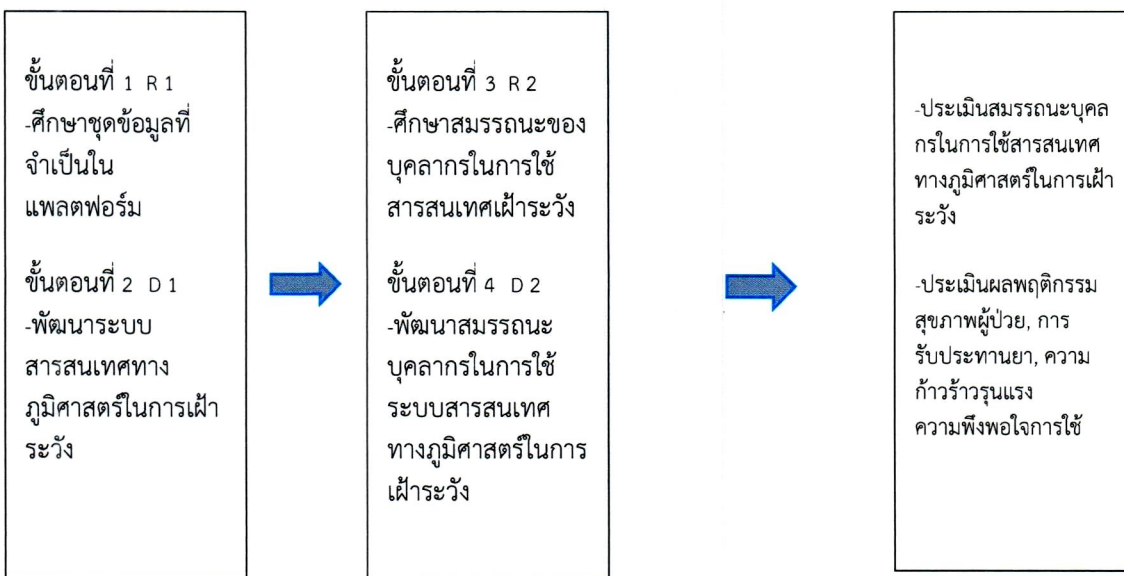 ขั้นตอนที่ 1 R 1
-ศึกษาชุดข้อมูลที่
จำเป็นใน
แพลตฟอร์ม
ขั้นตอนที่ 2 D 1
-พัฒนาระบบ
สารสนเทศทาง
ภูมิศาสตร์ในการเฝ้า
ระวัง
ขั้นตอนที่ 3 R 2
-ศึกษาสมรรถนะของ
บุคลากรในการใช้
สารสนเทศเฝ้าระวัง
ขั้นตอนที่ 4 D 2
-พัฒนาสมรรถนะ
บุคลากรในการใช้
ระบบสารสนเทศ
ทางภูมิศาสตร์ในการ
เฝ้าระวัง
-ประเมินสมรรถนะบุคล
กรในการใช้สารสนเทศ
ทางภูมิศาสตร์ในการเฝ้า
ระวัง
-ประเมินผลพฤติกรรม
สุขภาพผู้ป่วย, การ
รับประทานยา, ความ
ก้าวร้าวรุนแรง
ความพึงพอใจการใช้